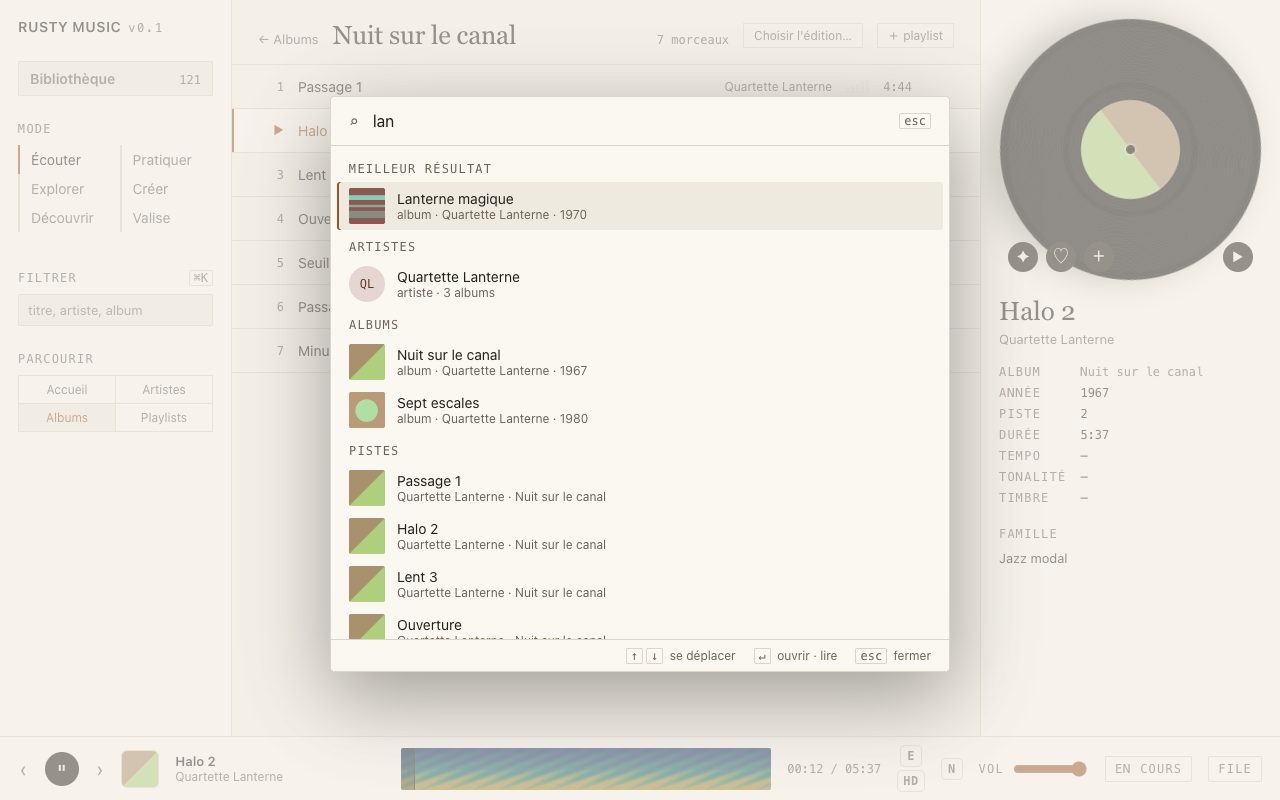 RUSTY MUSIC v0.1
Bibliothèque 121
MODE
Écouter Pratiquer
Explorer Créer
Découvrir Valise
FILTRER ⌘K
titre, artiste, album
PARCOURIR
Accueil Artistes
Albums Playlists
← Albums Nuit sur le canal 7 morceaux Choisir l'édition… + playlist
1 Passage 1 Quartette Lanterne 4:44
Halo
3 Lent
4 Ouve
5 Seuil
6 Passa
7 Minu
lan esc
MEILLEUR RÉSULTAT
Lanterne magique
album · Quartette Lanterne · 1970
ARTISTES
QL
Quartette Lanterne
artiste · 3 albums
ALBUMS
Nuit sur le canal
album · Quartette Lanterne · 1967
Sept escales
album · Quartette Lanterne · 1980
PISTES
Passage 1
Quartette Lanterne · Nuit sur le canal
Halo 2
Quartette Lanterne · Nuit sur le canal
Lent 3
Quartette Lanterne · Nuit sur le canal
Ouverture
Quartette Lanterne · Nuit sur le canal
↑ ↓ se déplacer ↵ ouvrir · lire esc fermer
Halo 2
Quartette Lanterne
ALBUM Nuit sur le canal
ANNÉE 1967
PISTE 2
DURÉE 5:37
TEMPO —
TONALITÉ —
TIMBRE —
FAMILLE
Jazz modal
Halo 2
Quartette Lanterne
00:12 / 05:37
E
HD
N
VOL
EN COURS
FILE